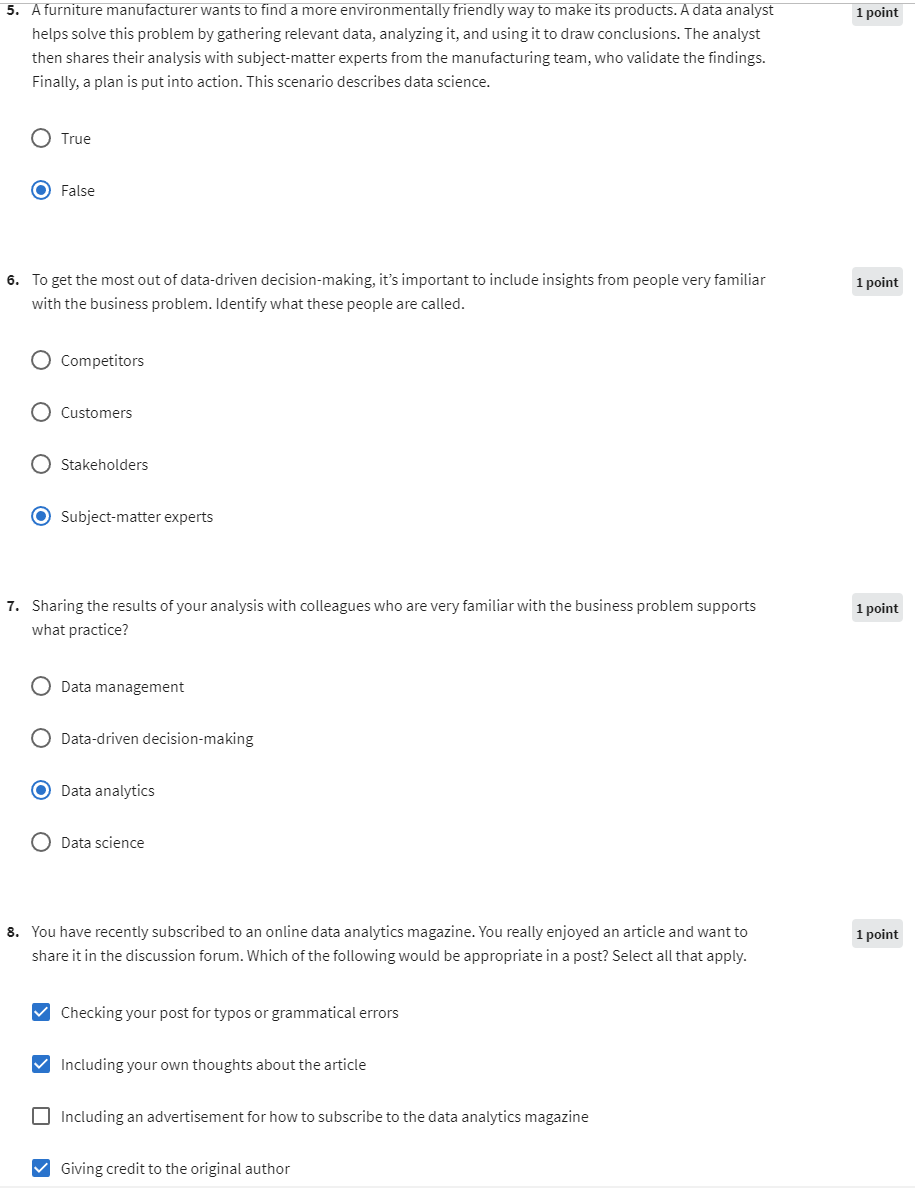 5. A furniture manufacturer wants to find a more environmentally friendly way to make its products. A data analyst
1 point
helps solve this problem by gathering relevant data, analyzing it, and using it to draw conclusions. The analyst
then shares their analysis with subject-matter experts from the manufacturing team, who validate the findings.
Finally, a plan is put into action. This scenario describes data science.
True
False
6. To get the most out of data-driven decision-making, it’s important to include insights from people very familiar
1 point
with the business problem. Identify what these people are called.
Competitors
Customers
Stakeholders
Subject-matter experts
7. Sharing the results of your analysis with colleagues who are very familiar with the business problem supports
1 point
what practice?
Data management
Data-driven decision-making
Data analytics
Data science
8. You have recently subscribed to an online data analytics magazine. You really enjoyed an article and want to
1 point
share it in the discussion forum. Which of the following would be appropriate in a post? Select all that apply.
Checking your post for typos or grammatical errors
Including your own thoughts about the article
Including an advertisement for how to subscribe to the data analytics magazine
Giving credit to the original author